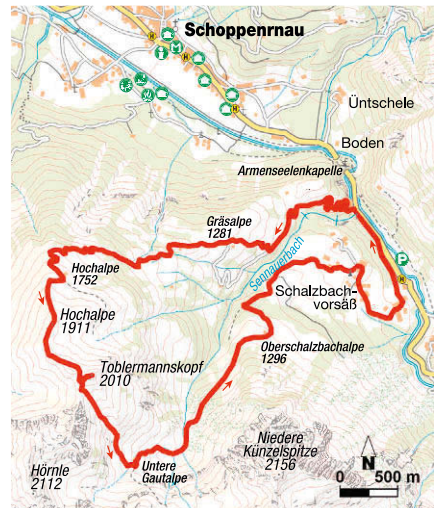 Schoppenrnau
H
H
Üntschele
Boden
Armenseelenkapelle
Gräsalpe
1281
P
H
Sennauerbach
Hochalpe
1752
Schalzbach-
vorsäß
Hochalpe
1911
Oberschalzbachalpe
1296
Toblermannskopf
2010
Niedere
Künzelspitze
2156
Untere
Gautalpe
Hörnle
2112
N
0 500 m